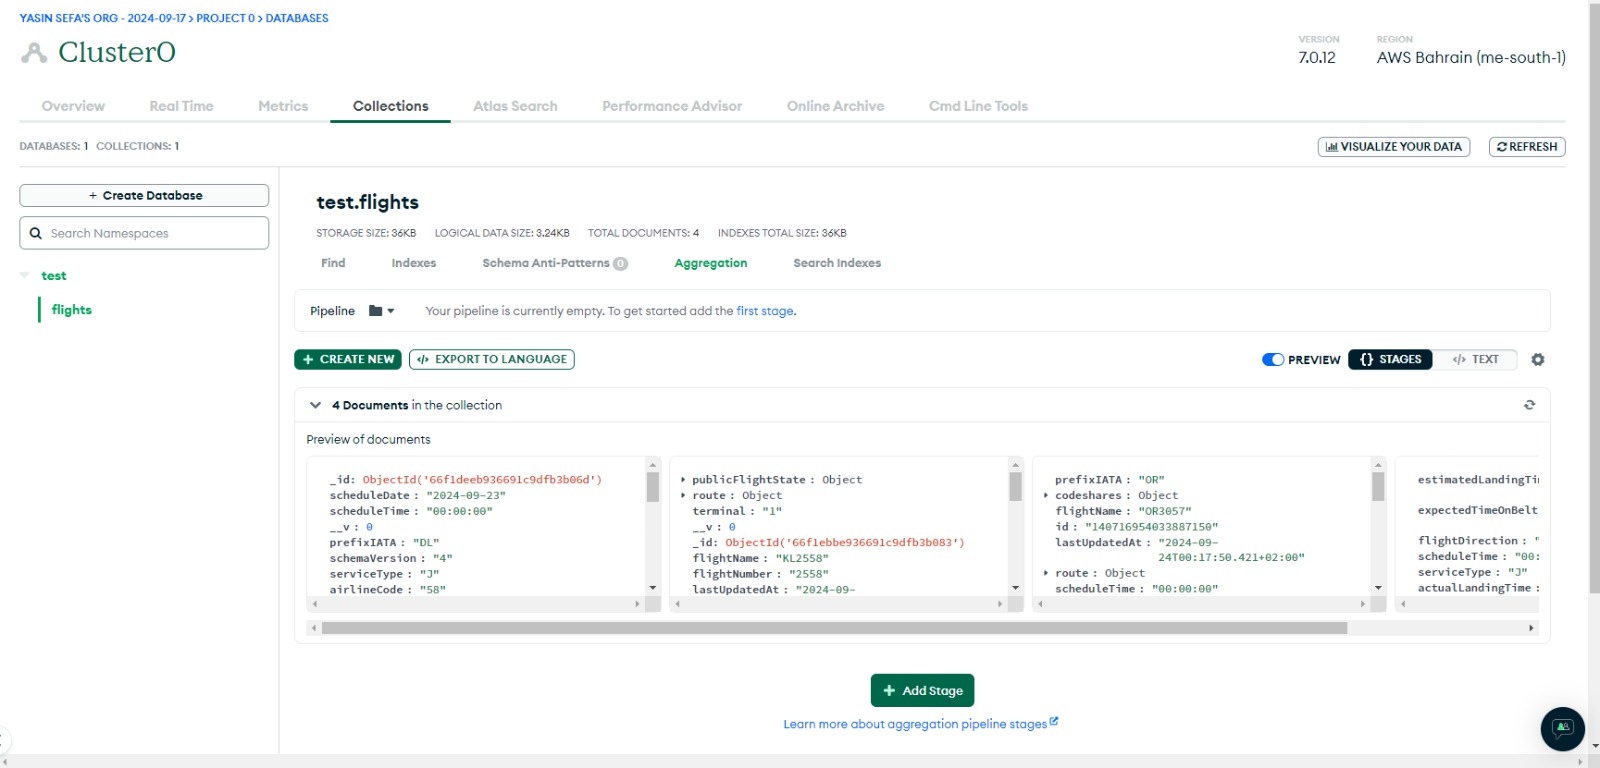 YASIN SEFA'S ORG - 2024-09-17 > PROJECT 0 > DATABASES
Cluster0
VERSION
7.0.12
REGION
AWS Bahrain (me-south-1)
Overview Real Time Metrics Collections Atlas Search Performance Advisor Online Archive Cmd Line Tools
DATABASES: 1 COLLECTIONS: 1
VISUALIZE YOUR DATA
REFRESH
+ Create Database
Search Namespaces
test
flights
test.flights
STORAGE SIZE: 36KB LOGICAL DATA SIZE: 3.24KB TOTAL DOCUMENTS: 4 INDEXES TOTAL SIZE: 36KB
Find Indexes Schema Anti-Patterns 0 Aggregation Search Indexes
Pipeline Your pipeline is currently empty. To get started add the first stage.
+ CREATE NEW
</> EXPORT TO LANGUAGE
PREVIEW
{} STAGES
</> TEXT
4 Documents in the collection
Preview of documents
_id: ObjectId('66f1deeb936691c9dfb3b06d')
scheduleDate : "2024-09-23"
scheduleTime : "00:00:00"
__v : 0
prefixIATA : "DL"
schemaVersion : "4"
serviceType : "J"
airlineCode : "58"
publicFlightState : Object
route : Object
terminal : "1"
__v : 0
_id: ObjectId('66f1ebbe936691c9dfb3b083')
flightName : "KL2558"
flightNumber : "2558"
lastUpdatedAt : "2024-09-
prefixIATA : "OR"
codeshares : Object
flightName : "OR3057"
id : "140716954033887150"
lastUpdatedAt : "2024-09-
24T00:17:50.421+02:00"
route : Object
scheduleTime : "00:00:00"
estimatedLandingTi
expectedTimeOnBelt
flightDirection : "
scheduleTime : "00:
serviceType : "J"
actualLandingTime :
+ Add Stage
Learn more about aggregation pipeline stages